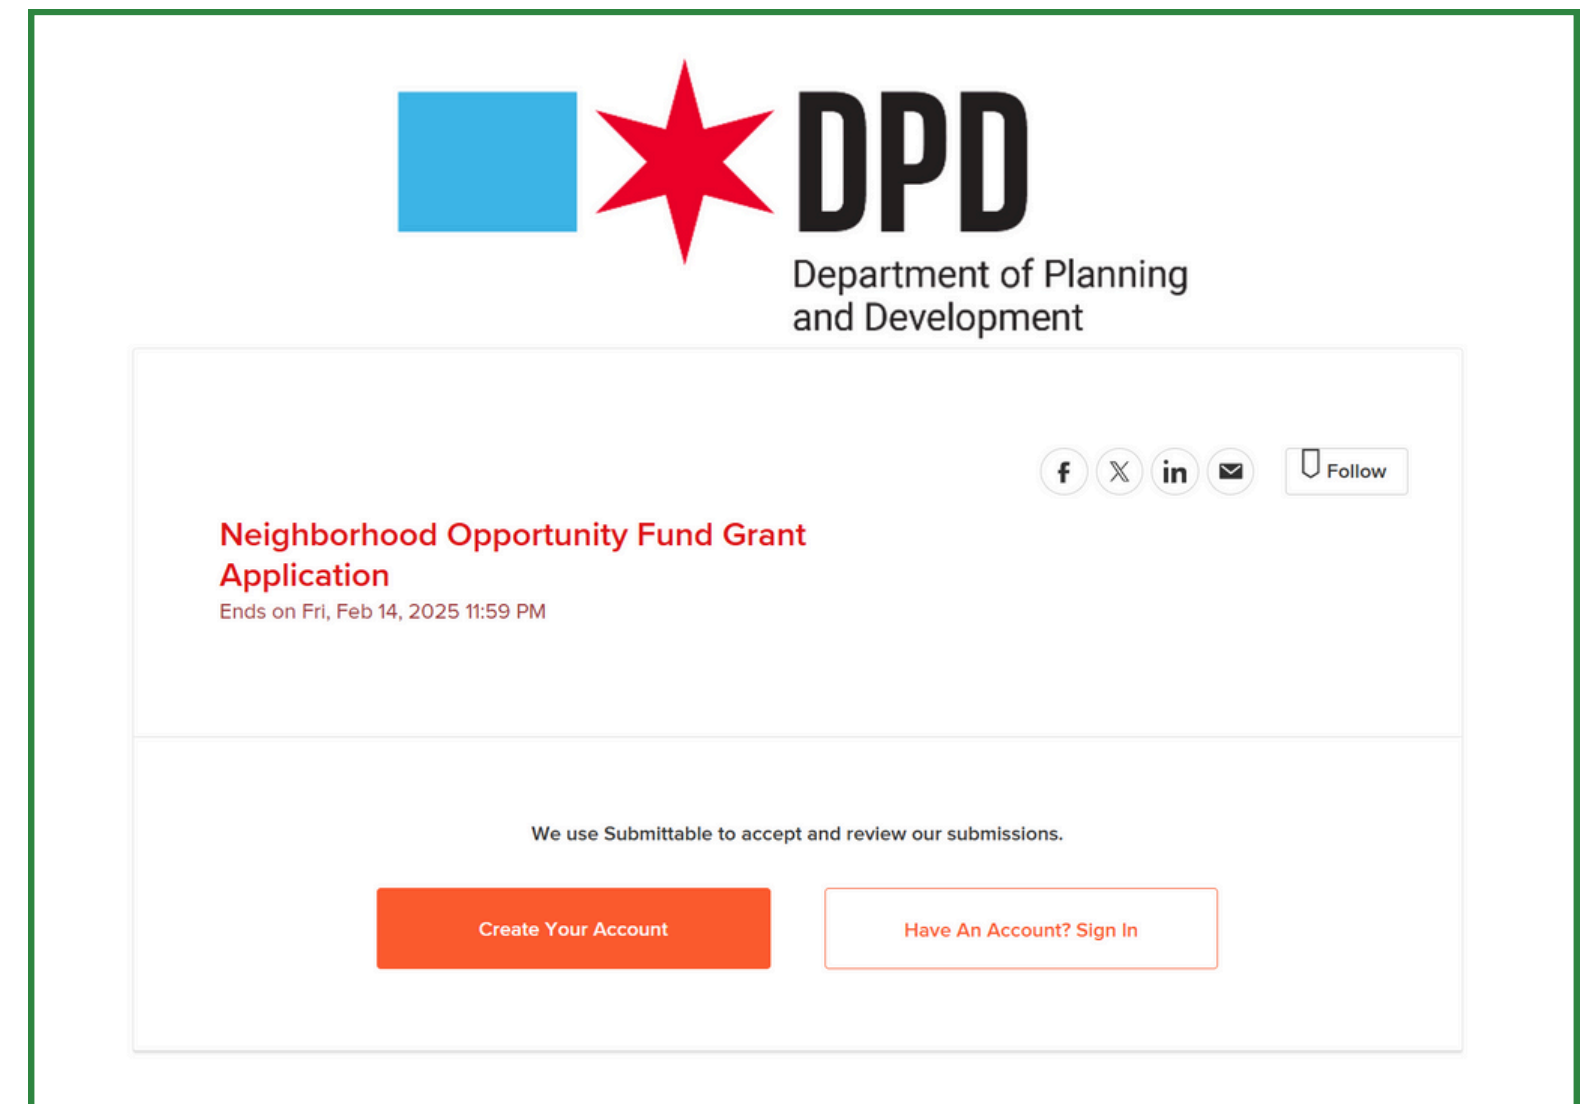 DPD
Department of Planning
and Development
f 𝕏 in
Follow
Neighborhood Opportunity Fund Grant
Application
Ends on Fri, Feb 14, 2025 11:59 PM
We use Submittable to accept and review our submissions.
Create Your Account
Have An Account? Sign In